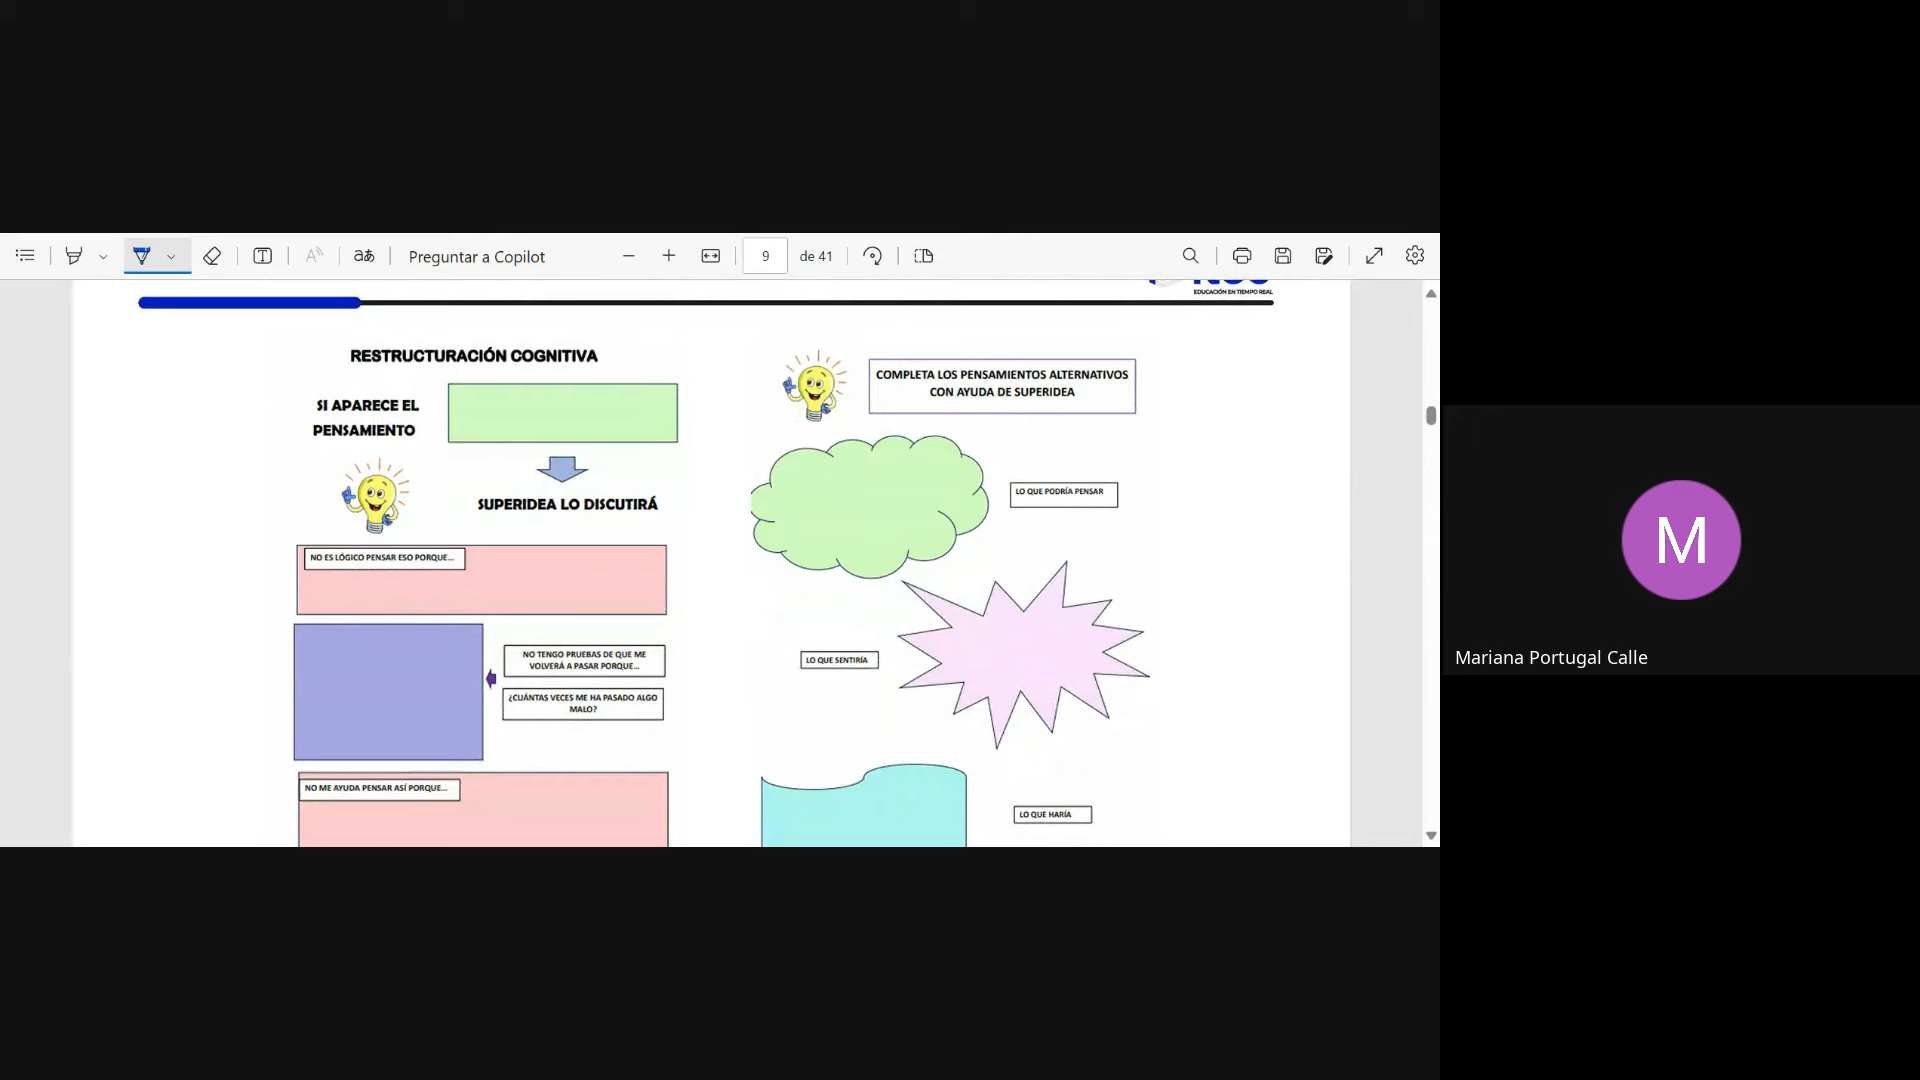 Preguntar a Copilot
9
de 41
EDUCACIÓN EN TIEMPO REAL
RESTRUCTURACIÓN COGNITIVA
SI APARECE EL
PENSAMIENTO
SUPERIDEA LO DISCUTIRÁ
NO ES LÓGICO PENSAR ESO PORQUE...
NO TENGO PRUEBAS DE QUE ME
VOLVERÁ A PASAR PORQUE...
¿CUÁNTAS VECES ME HA PASADO ALGO
MALO?
NO ME AYUDA PENSAR ASÍ PORQUE...
COMPLETA LOS PENSAMIENTOS ALTERNATIVOS
CON AYUDA DE SUPERIDEA
LO QUE PODRÍA PENSAR
LO QUE SENTIRÍA
LO QUE HARÍA
M
Mariana Portugal Calle